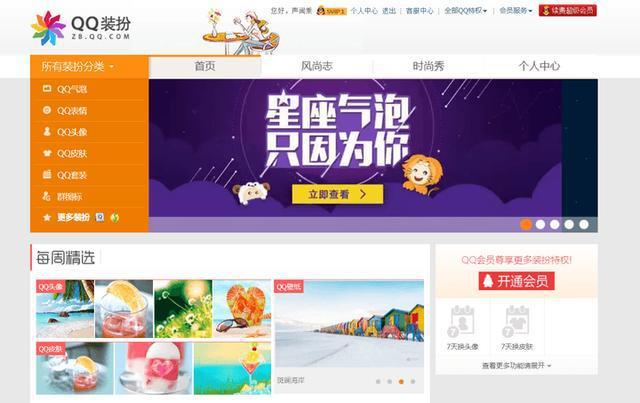 QQ装扮
ZB.QQ.COM
SVIP1 个人中心 退出 | 客服中心 | 全部QQ特权 | 会员服务 续费超级会员
所有装扮分类 首页 风尚志 时尚秀 个人中心
QQ气泡
QQ表情
QQ头像
QQ皮肤
QQ套装
群图标
更多装扮
星座气泡
只因为你
立即查看 >
每周精选
QQ头像
QQ壁纸
QQ皮肤
斑斓海岸
QQ会员尊享更多装扮特权!
开通会员
7 7
7天换头像 7天换皮肤
查看更多功能请展开